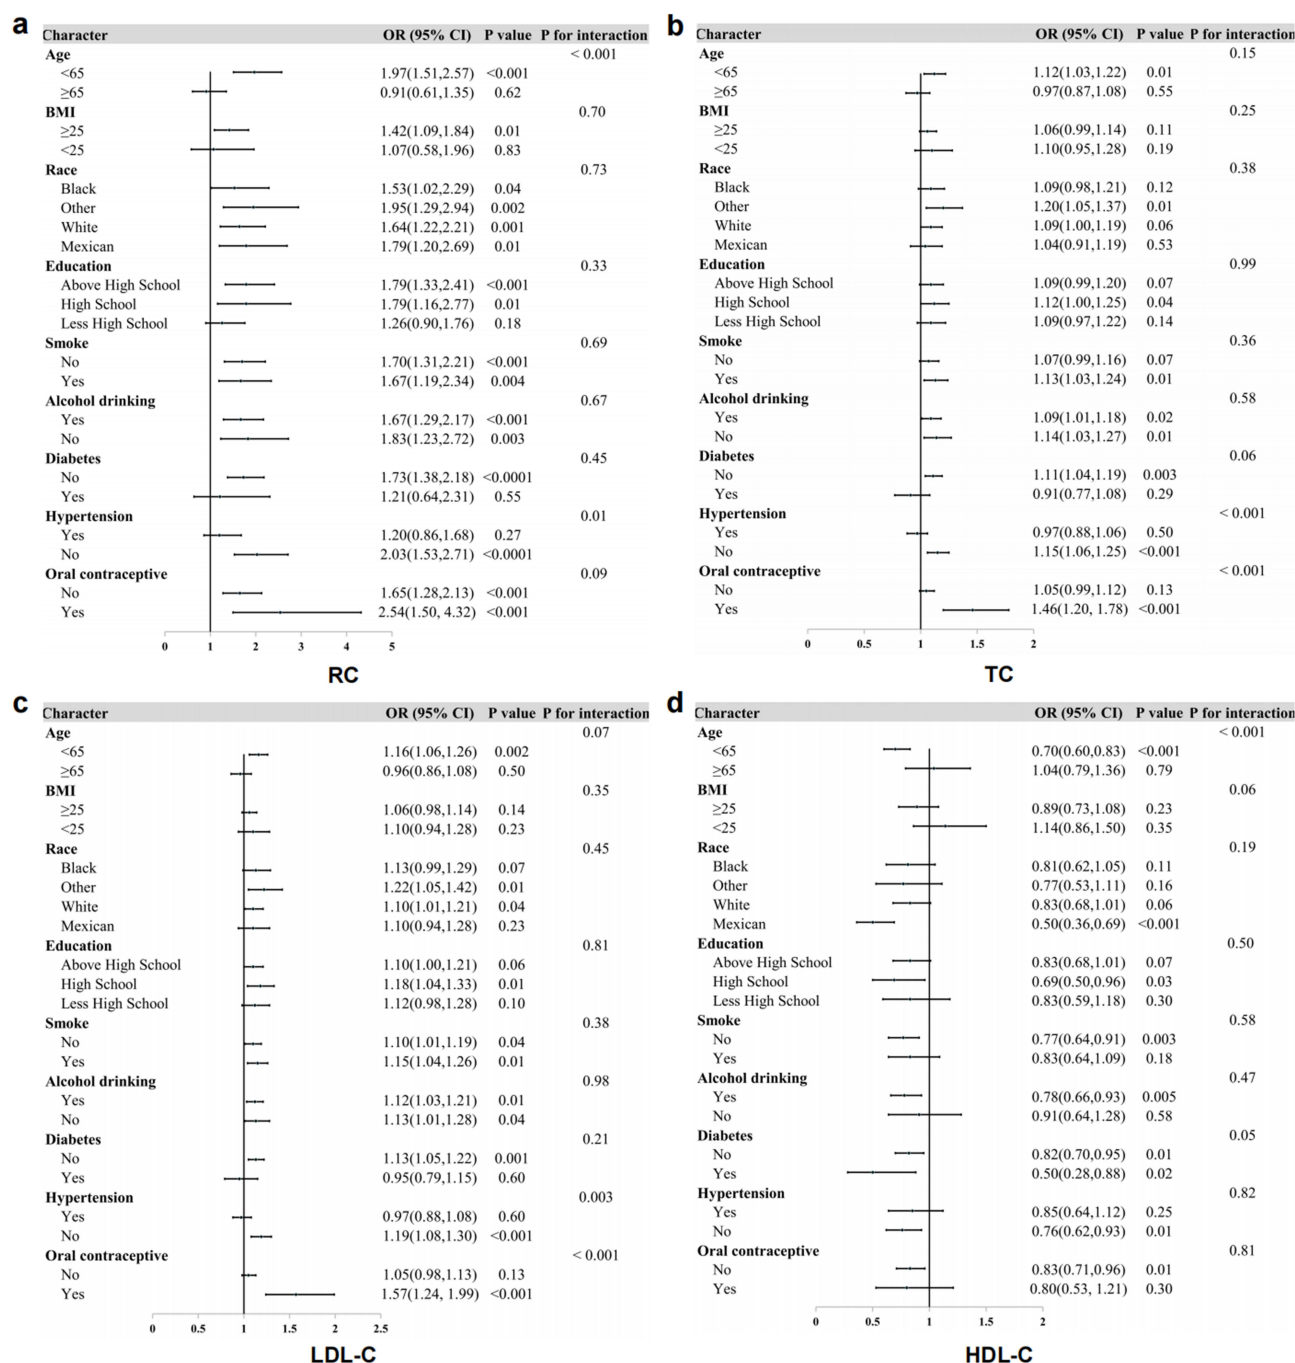 a
Character OR (95% CI) P value P for interaction
Age < 0.001
<65 1.97(1.51,2.57) <0.001
≥65 0.91(0.61,1.35) 0.62
BMI 0.70
≥25 1.42(1.09,1.84) 0.01
<25 1.07(0.58,1.96) 0.83
Race 0.73
Black 1.53(1.02,2.29) 0.04
Other 1.95(1.29,2.94) 0.002
White 1.64(1.22,2.21) 0.001
Mexican 1.79(1.20,2.69) 0.01
Education 0.33
Above High School 1.79(1.33,2.41) <0.001
High School 1.79(1.16,2.77) 0.01
Less High School 1.26(0.90,1.76) 0.18
Smoke 0.69
No 1.70(1.31,2.21) <0.001
Yes 1.67(1.19,2.34) 0.004
Alcohol drinking 0.67
Yes 1.67(1.29,2.17) <0.001
No 1.83(1.23,2.72) 0.003
Diabetes 0.45
No 1.73(1.38,2.18) <0.0001
Yes 1.21(0.64,2.31) 0.55
Hypertension 0.01
Yes 1.20(0.86,1.68) 0.27
No 2.03(1.53,2.71) <0.0001
Oral contraceptive 0.09
No 1.65(1.28,2.13) <0.001
Yes 2.54(1.50, 4.32) <0.001
0 1 2 3 4 5
RC
b
Character OR (95% CI) P value P for interaction
Age 0.15
<65 1.12(1.03,1.22) 0.01
≥65 0.97(0.87,1.08) 0.55
BMI 0.25
≥25 1.06(0.99,1.14) 0.11
<25 1.10(0.95,1.28) 0.19
Race 0.38
Black 1.09(0.98,1.21) 0.12
Other 1.20(1.05,1.37) 0.01
White 1.09(1.00,1.19) 0.06
Mexican 1.04(0.91,1.19) 0.53
Education 0.99
Above High School 1.09(0.99,1.20) 0.07
High School 1.12(1.00,1.25) 0.04
Less High School 1.09(0.97,1.22) 0.14
Smoke 0.36
No 1.07(0.99,1.16) 0.07
Yes 1.13(1.03,1.24) 0.01
Alcohol drinking 0.58
Yes 1.09(1.01,1.18) 0.02
No 1.14(1.03,1.27) 0.01
Diabetes 0.06
No 1.11(1.04,1.19) 0.003
Yes 0.91(0.77,1.08) 0.29
Hypertension < 0.001
Yes 0.97(0.88,1.06) 0.50
No 1.15(1.06,1.25) <0.001
Oral contraceptive < 0.001
No 1.05(0.99,1.12) 0.13
Yes 1.46(1.20, 1.78) <0.001
0 0.5 1 1.5 2
TC
c
Character OR (95% CI) P value P for interaction
Age 0.07
<65 1.16(1.06,1.26) 0.002
≥65 0.96(0.86,1.08) 0.50
BMI 0.35
≥25 1.06(0.98,1.14) 0.14
<25 1.10(0.94,1.28) 0.23
Race 0.45
Black 1.13(0.99,1.29) 0.07
Other 1.22(1.05,1.42) 0.01
White 1.10(1.01,1.21) 0.04
Mexican 1.10(0.94,1.28) 0.23
Education 0.81
Above High School 1.10(1.00,1.21) 0.06
High School 1.18(1.04,1.33) 0.01
Less High School 1.12(0.98,1.28) 0.10
Smoke 0.38
No 1.10(1.01,1.19) 0.04
Yes 1.15(1.04,1.26) 0.01
Alcohol drinking 0.98
Yes 1.12(1.03,1.21) 0.01
No 1.13(1.01,1.28) 0.04
Diabetes 0.21
No 1.13(1.05,1.22) 0.001
Yes 0.95(0.79,1.15) 0.60
Hypertension 0.003
Yes 0.97(0.88,1.08) 0.60
No 1.19(1.08,1.30) <0.001
Oral contraceptive < 0.001
No 1.05(0.98,1.13) 0.13
Yes 1.57(1.24, 1.99) <0.001
0 0.5 1 1.5 2 2.5
LDL-C
d
Character OR (95% CI) P value P for interaction
Age < 0.001
<65 0.70(0.60,0.83) <0.001
≥65 1.04(0.79,1.36) 0.79
BMI 0.06
≥25 0.89(0.73,1.08) 0.23
<25 1.14(0.86,1.50) 0.35
Race 0.19
Black 0.81(0.62,1.05) 0.11
Other 0.77(0.53,1.11) 0.16
White 0.83(0.68,1.01) 0.06
Mexican 0.50(0.36,0.69) <0.001
Education 0.50
Above High School 0.83(0.68,1.01) 0.07
High School 0.69(0.50,0.96) 0.03
Less High School 0.83(0.59,1.18) 0.30
Smoke 0.58
No 0.77(0.64,0.91) 0.003
Yes 0.83(0.64,1.09) 0.18
Alcohol drinking 0.47
Yes 0.78(0.66,0.93) 0.005
No 0.91(0.64,1.28) 0.58
Diabetes 0.05
No 0.82(0.70,0.95) 0.01
Yes 0.50(0.28,0.88) 0.02
Hypertension 0.82
Yes 0.85(0.64,1.12) 0.25
No 0.76(0.62,0.93) 0.01
Oral contraceptive 0.81
No 0.83(0.71,0.96) 0.01
Yes 0.80(0.53, 1.21) 0.30
0 0.5 1 1.5 2
HDL-C